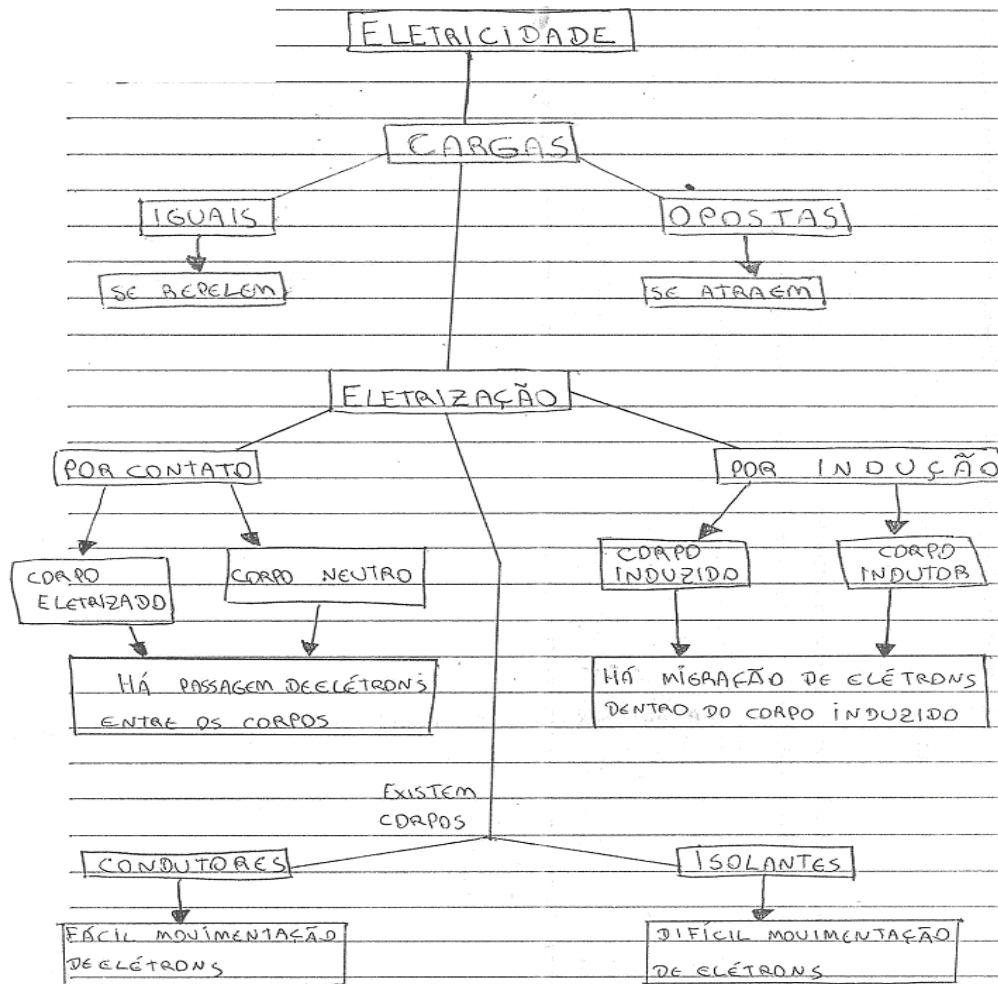 ELETRICIDADE
CARGAS
IGUAIS
OPOSTAS
SE REPELEM
SE ATRAEM
ELETRIZAÇÃO
POR CONTATO
POR INDUÇÃO
CORPO
ELETRIZADO
CORPO NEUTRO
CORPO
INDUZIDO
CORPO
INDUTOR
HÁ PASSAGEM DE ELÉTRONS
ENTRE OS CORPOS
HÁ MIGRAÇÃO DE ELÉTRONS
DENTRO DO CORPO INDUZIDO
EXISTEM
CORPOS
CONDUTORES
ISOLANTES
FÁCIL MOVIMENTAÇÃO
DE ELÉTRONS
DIFÍCIL MOVIMENTAÇÃO
DE ELÉTRONS